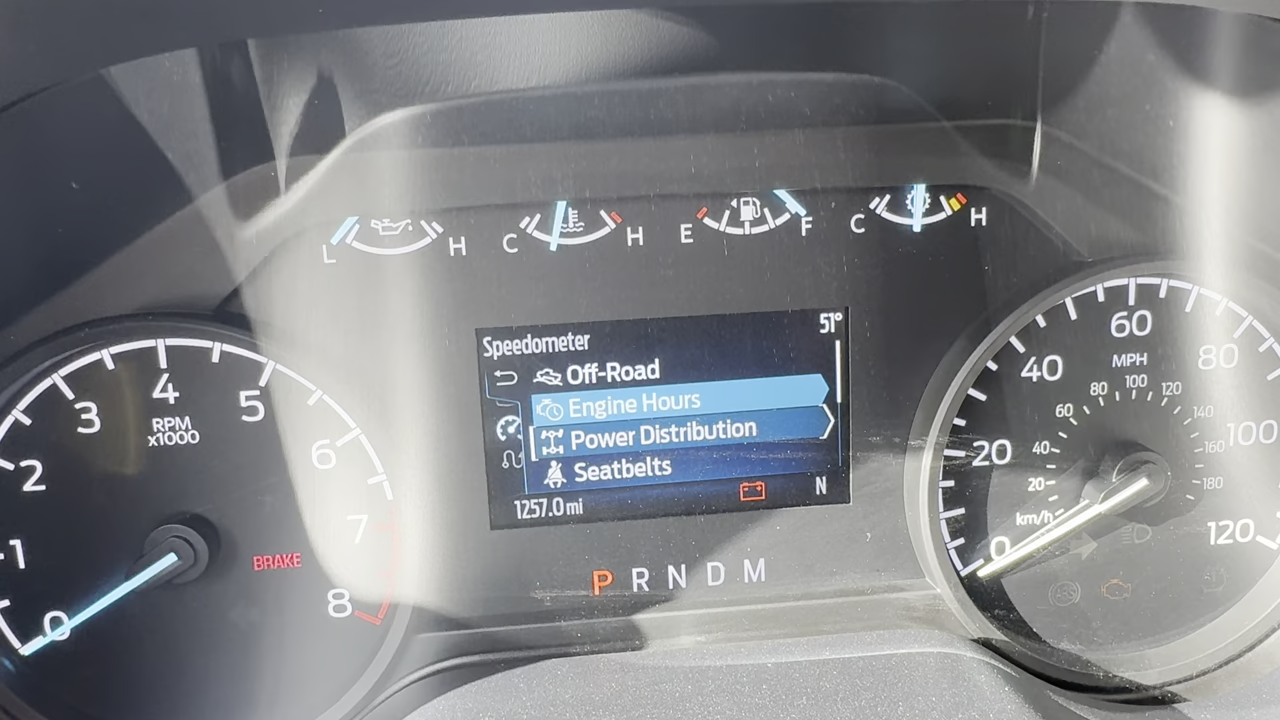 L H
C H
E F
C H
Speedometer 51°
Off-Road
Engine Hours
Power Distribution
Seatbelts
1257.0 mi N
P R N D M
0
1
2
3
4
5
6
7
8
RPM
x1000
BRAKE
0
20
40
60
80
100
120
MPH
20
40
60
80
100
120
140
160
180
km/h